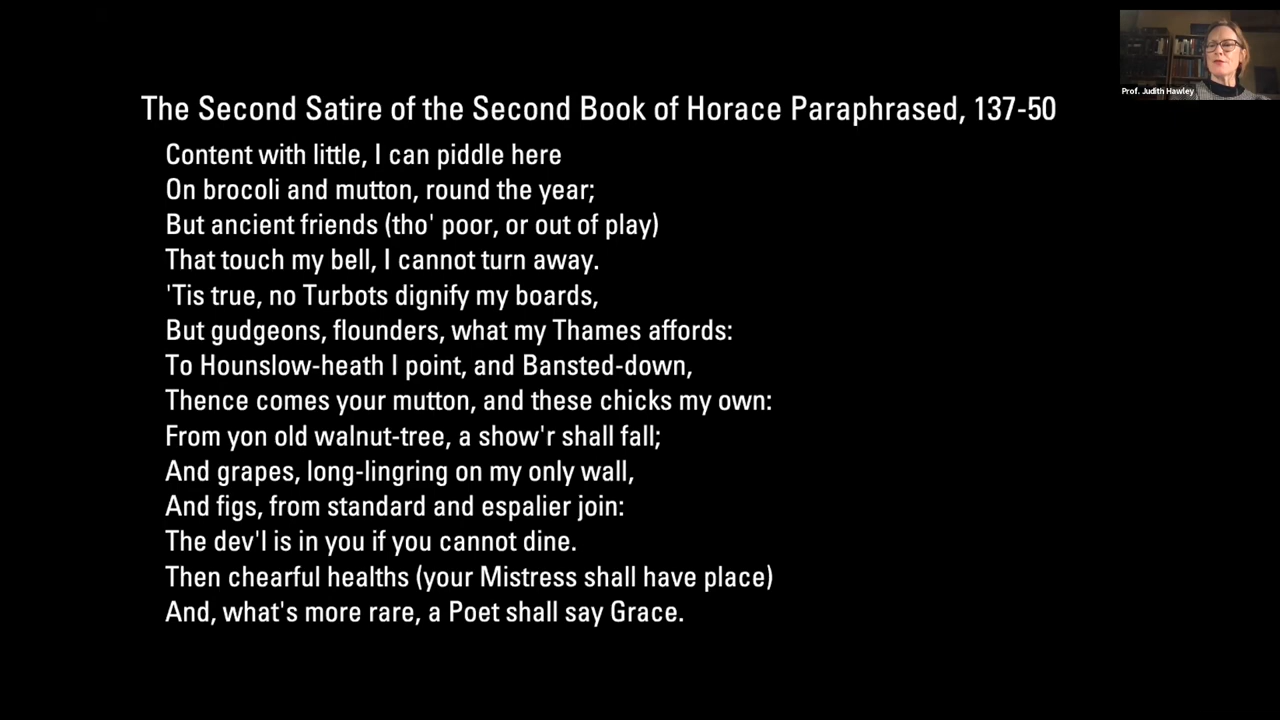 Prof. Judith Hawley
The Second Satire of the Second Book of Horace Paraphrased, 137-50
Content with little, I can piddle here
On brocoli and mutton, round the year;
But ancient friends (tho' poor, or out of play)
That touch my bell, I cannot turn away.
'Tis true, no Turbots dignify my boards,
But gudgeons, flounders, what my Thames affords:
To Hounslow-heath I point, and Bansted-down,
Thence comes your mutton, and these chicks my own:
From yon old walnut-tree, a show'r shall fall;
And grapes, long-lingring on my only wall,
And figs, from standard and espalier join:
The dev'l is in you if you cannot dine.
Then chearful healths (your Mistress shall have place)
And, what's more rare, a Poet shall say Grace.